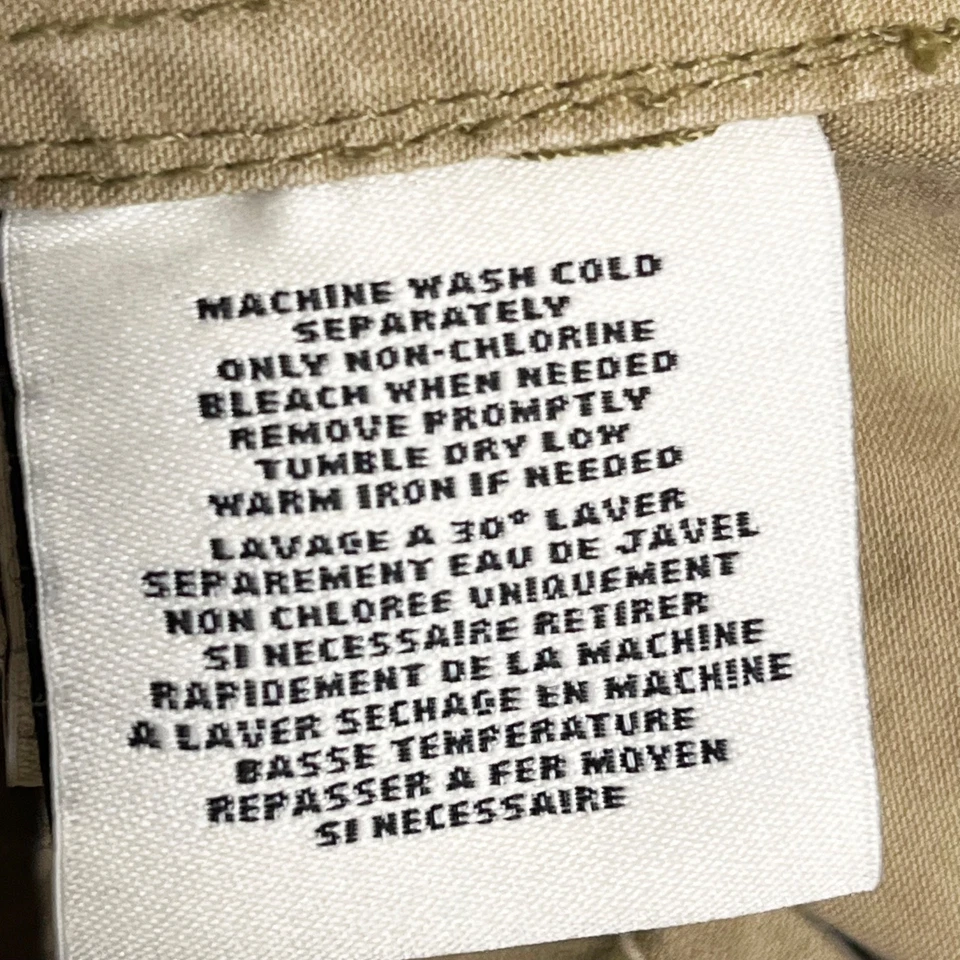 MACHINE WASH COLD
SEPARATELY
ONLY NON-CHLORINE
BLEACH WHEN NEEDED
REMOVE PROMPTLY
TUMBLE DRY LOW
WARM IRON IF NEEDED
LAVAGE A 30° LAVER
SEPAREMENT EAU DE JAVEL
NON CHLOREE UNIQUEMENT
SI NECESSAIRE RETIRER
RAPIDEMENT DE LA MACHINE
A LAVER SECHAGE EN MACHINE
BASSE TEMPERATURE
REPASSER A FER MOYEN
SI NECESSAIRE